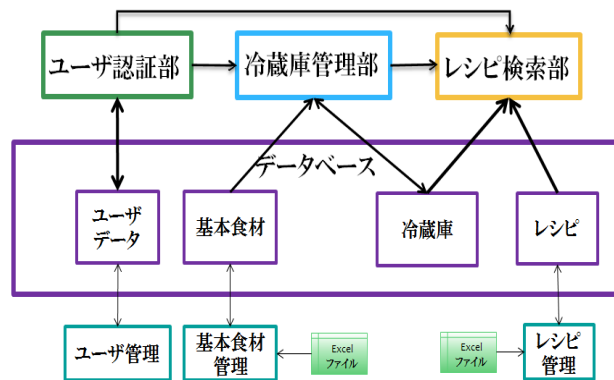 ユーザ認証部
冷蔵庫管理部
レシピ検索部
データベース
ユーザ
データ
基本食材
冷蔵庫
レシピ
ユーザ管理
基本食材
管理
Excel
ファイル
Excel
ファイル
レシピ
管理